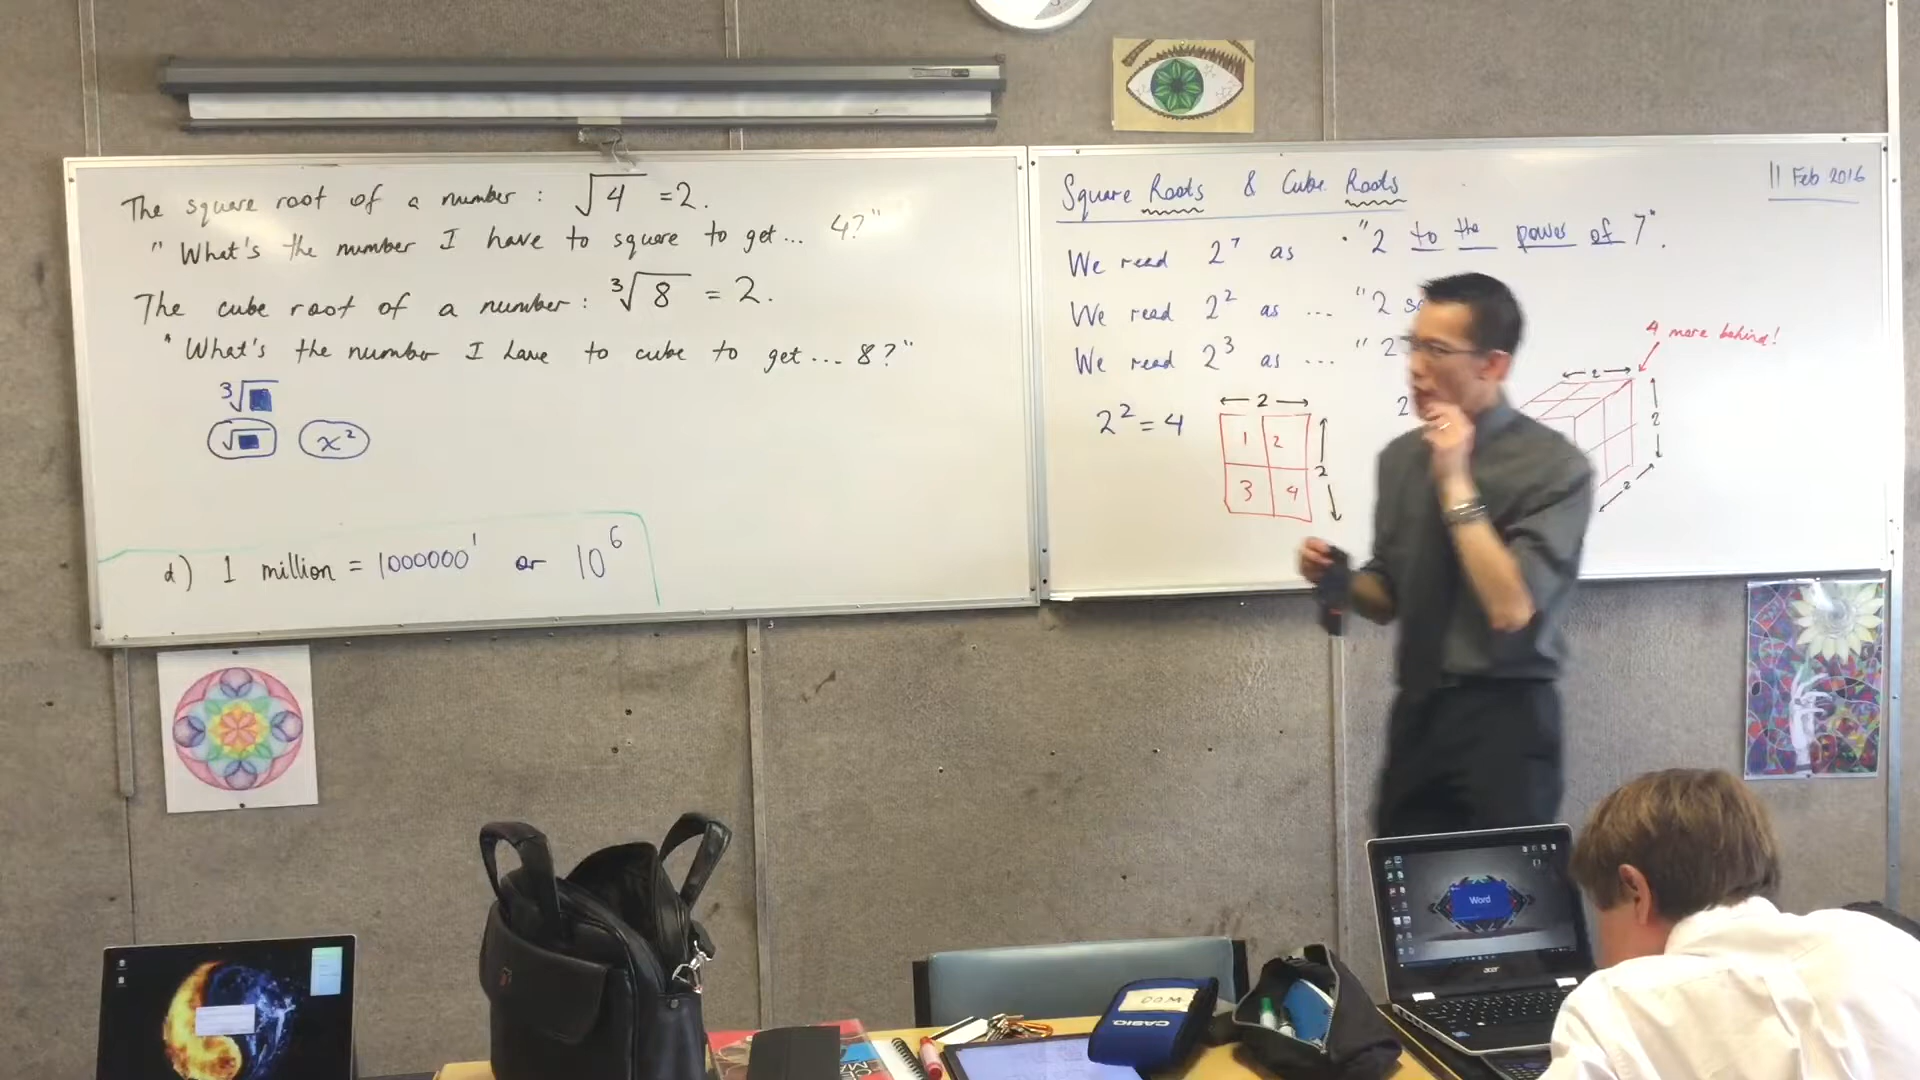 The square root of a number : √4 = 2.
" What's the number I have to square to get... 4?"
The cube root of a number : ³√8 = 2.
" What's the number I have to cube to get... 8?"
³√■
√■ x²
d) 1 million = 1000000¹ or 10⁶
Square Roots & Cube Roots
11 Feb 2016
We read 2⁷ as "2 to the power of 7".
We read 2² as ... "2
We read 2³ as ... "2
2² = 4
2
1 2
3 4
2
2
4 more behind!
2
2
2
Word
acer
CASIO